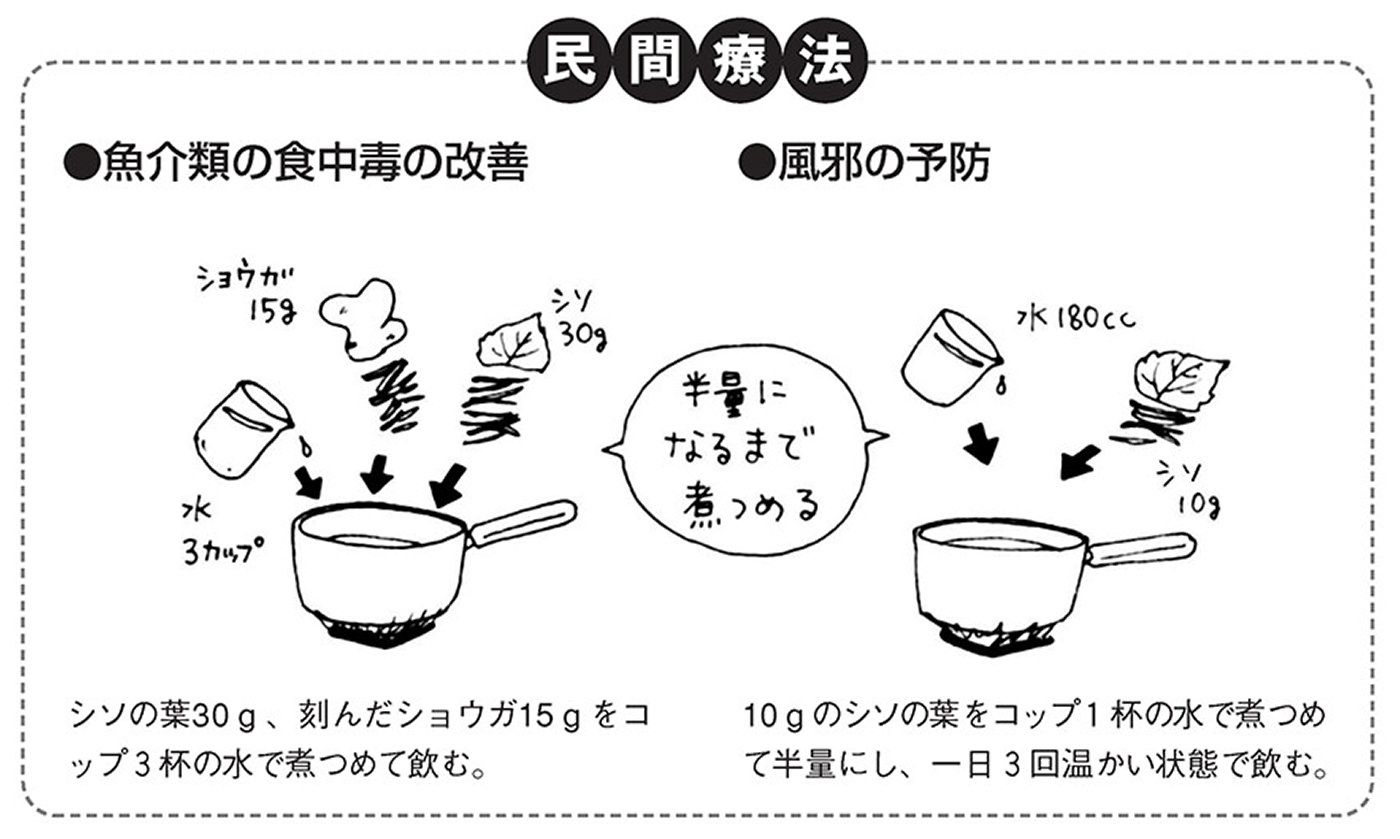 民間療法
●魚介類の食中毒の改善
ショウガ
15g
シソ
30g
水
3カップ
半量に
なるまで
煮つめる
シソの葉30g、刻んだショウガ15gをコ
ップ3杯の水で煮つめて飲む。
●風邪の予防
水180cc
シソ
10g
10gのシソの葉をコップ1杯の水で煮つめ
て半量にし、一日3回温かい状態で飲む。